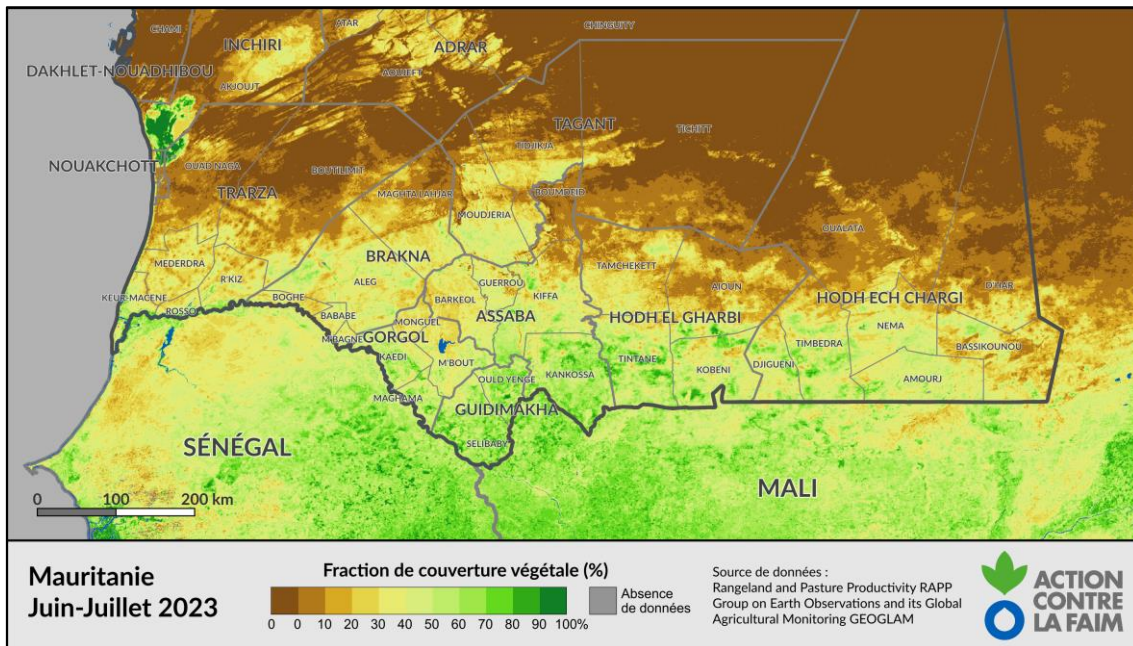 CHAMI
ATAR
CHINGUITY
INCHIRI
ADRAR
DAKHLET-NOUADHIBOU
AOUJEFT
AKJOUJT
TAGANT
TICHITT
TIDJIKJA
NOUAKCHOTT
OUAD NAGA
BOUTILIMIT
TRARZA
MAGHTA LAHJAR
BOUMDEID
MOUDJERIA
OUALATA
BRAKNA
MEDERDRA
R'KIZ
ALEG
GUERROU
TAMCHEKETT
AIOUN
D'HAR
KEUR-MACENE
ROSSO
BOGHE
BARKEOL
KIFFA
HODH ECH CHARGI
BABABE
MONGUEL
ASSABA
HODH EL GHARBI
NEMA
M'BAGNE
GORGOL
TIMBEDRA
BASSIKOUNOU
KAEDI
M'BOUT
TINTANE
KOBENI
DJIGUENI
AMOURJ
OULD YENGE
KANKOSSA
MAGHAMA
GUIDIMAKHA
SELIBABY
SÉNÉGAL
MALI
0 100 200 km
Mauritanie
Juin-Juillet 2023
Fraction de couverture végétale (%)
0 0 10 20 30 40 50 60 70 80 90 100%
Absence
de données
Source de données :
Rangeland and Pasture Productivity RAPP
Group on Earth Observations and its Global
Agricultural Monitoring GEOGLAM
ACTION
CONTRE
LA FAIM